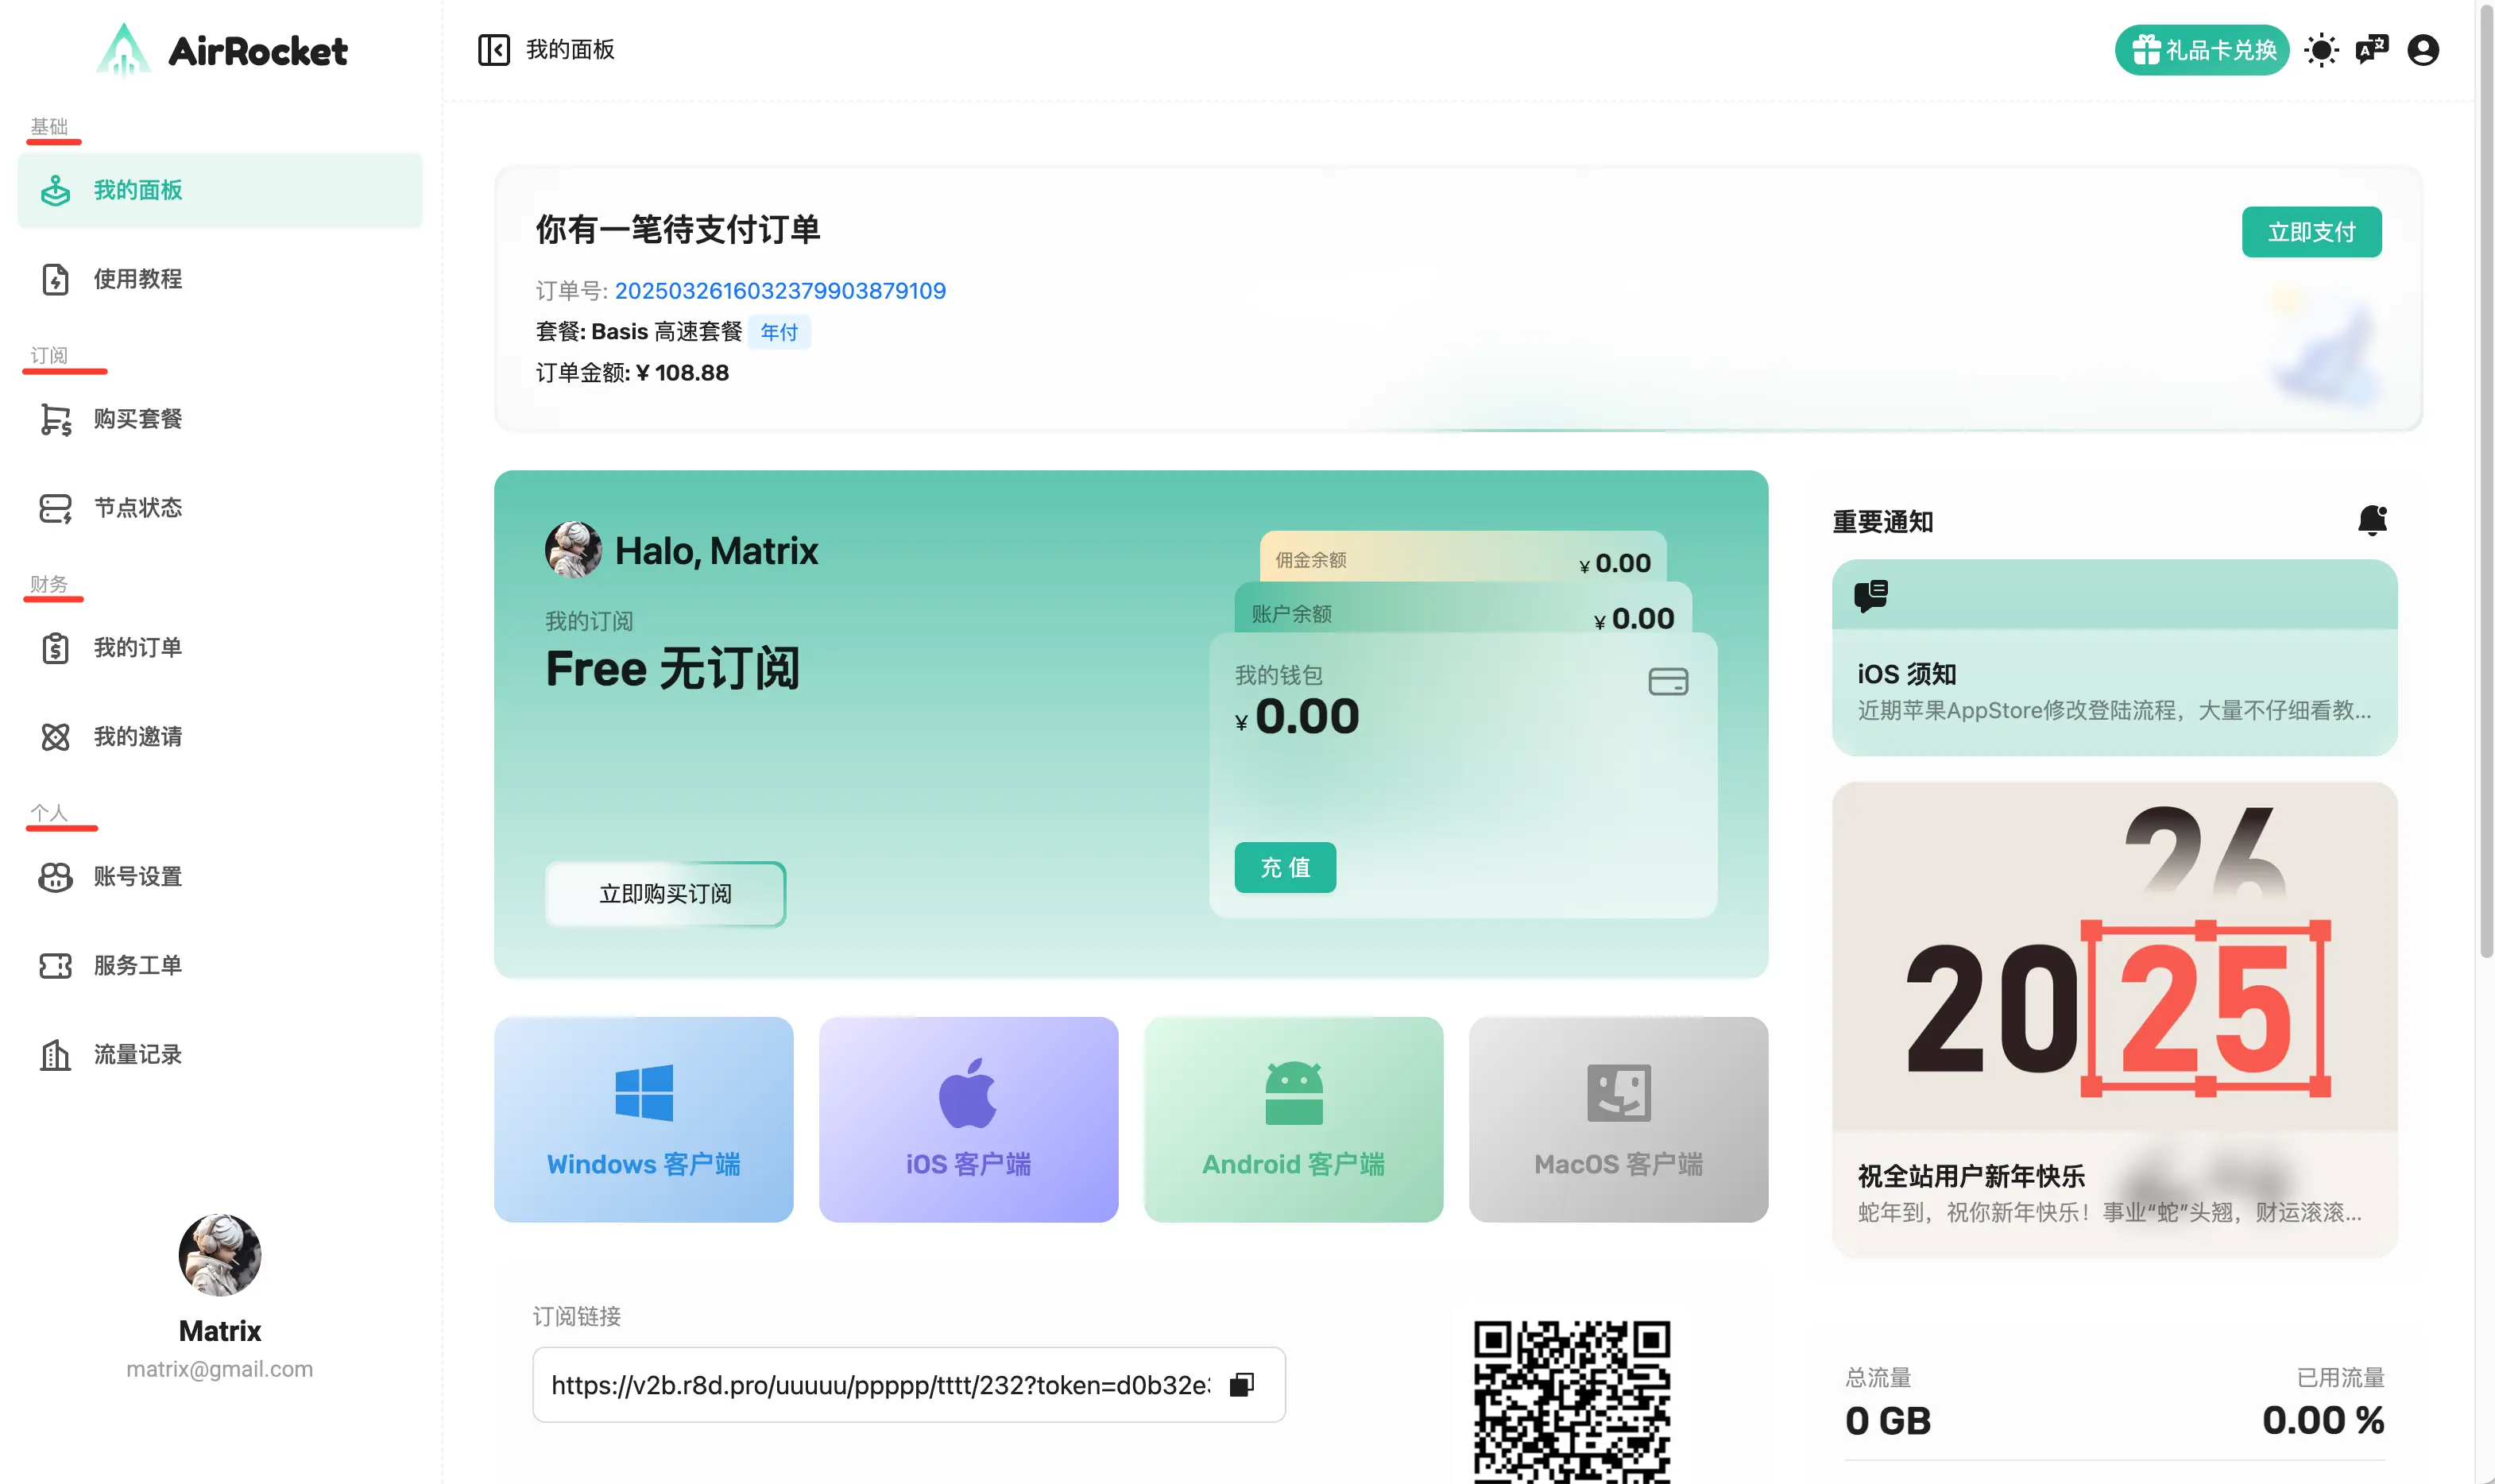 AirRocket
基础
我的面板
使用教程
订阅
购买套餐
节点状态
财务
我的订单
我的邀请
个人
账号设置
服务工单
流量记录
Matrix
matrix@gmail.com
我的面板
礼品卡兑换
你有一笔待支付订单
立即支付
订单号: 2025032616032379903879109
套餐: Basis 高速套餐 年付
订单金额: ¥ 108.88
Halo, Matrix
我的订阅
Free 无订阅
立即购买订阅
佣金余额 ¥ 0.00
账户余额 ¥ 0.00
我的钱包
¥ 0.00
充值
Windows 客户端
iOS 客户端
Android 客户端
MacOS 客户端
订阅链接
https://v2b.r8d.pro/uuuuu/ppppp/tttt/232?token=d0b32e
重要通知
iOS 须知
近期苹果AppStore修改登陆流程，大量不仔细看教...
26
2025
祝全站用户新年快乐
蛇年到，祝你新年快乐！事业“蛇”头翘，财运滚滚...
总流量 已用流量
0 GB 0.00 %